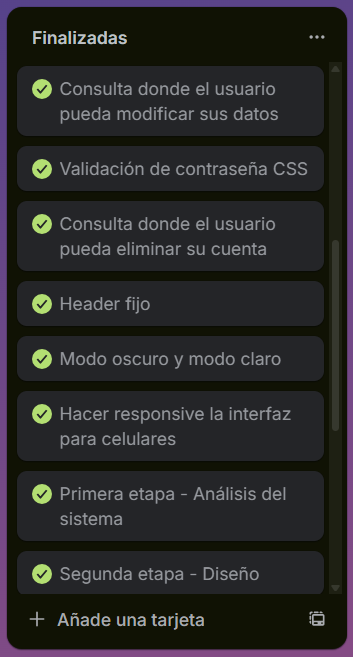 Finalizadas
Consulta donde el usuario
pueda modificar sus datos
Validación de contraseña CSS
Consulta donde el usuario
pueda eliminar su cuenta
Header fijo
Modo oscuro y modo claro
Hacer responsive la interfaz
para celulares
Primera etapa - Análisis del
sistema
Segunda etapa - Diseño
Añade una tarjeta